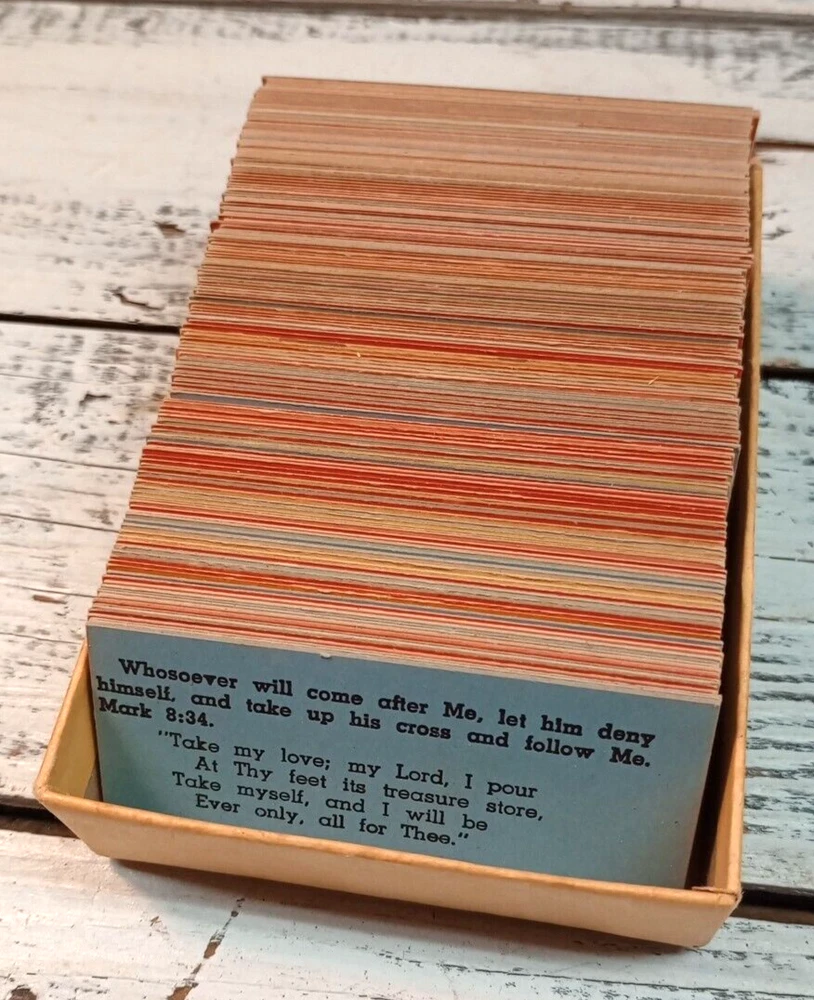 Whosoever will come after Me, let him deny
himself, and take up his cross and follow Me.
Mark 8:34.
"Take my love; my Lord, I pour
At Thy feet its treasure store,
Take myself, and I will be
Ever only, all for Thee."